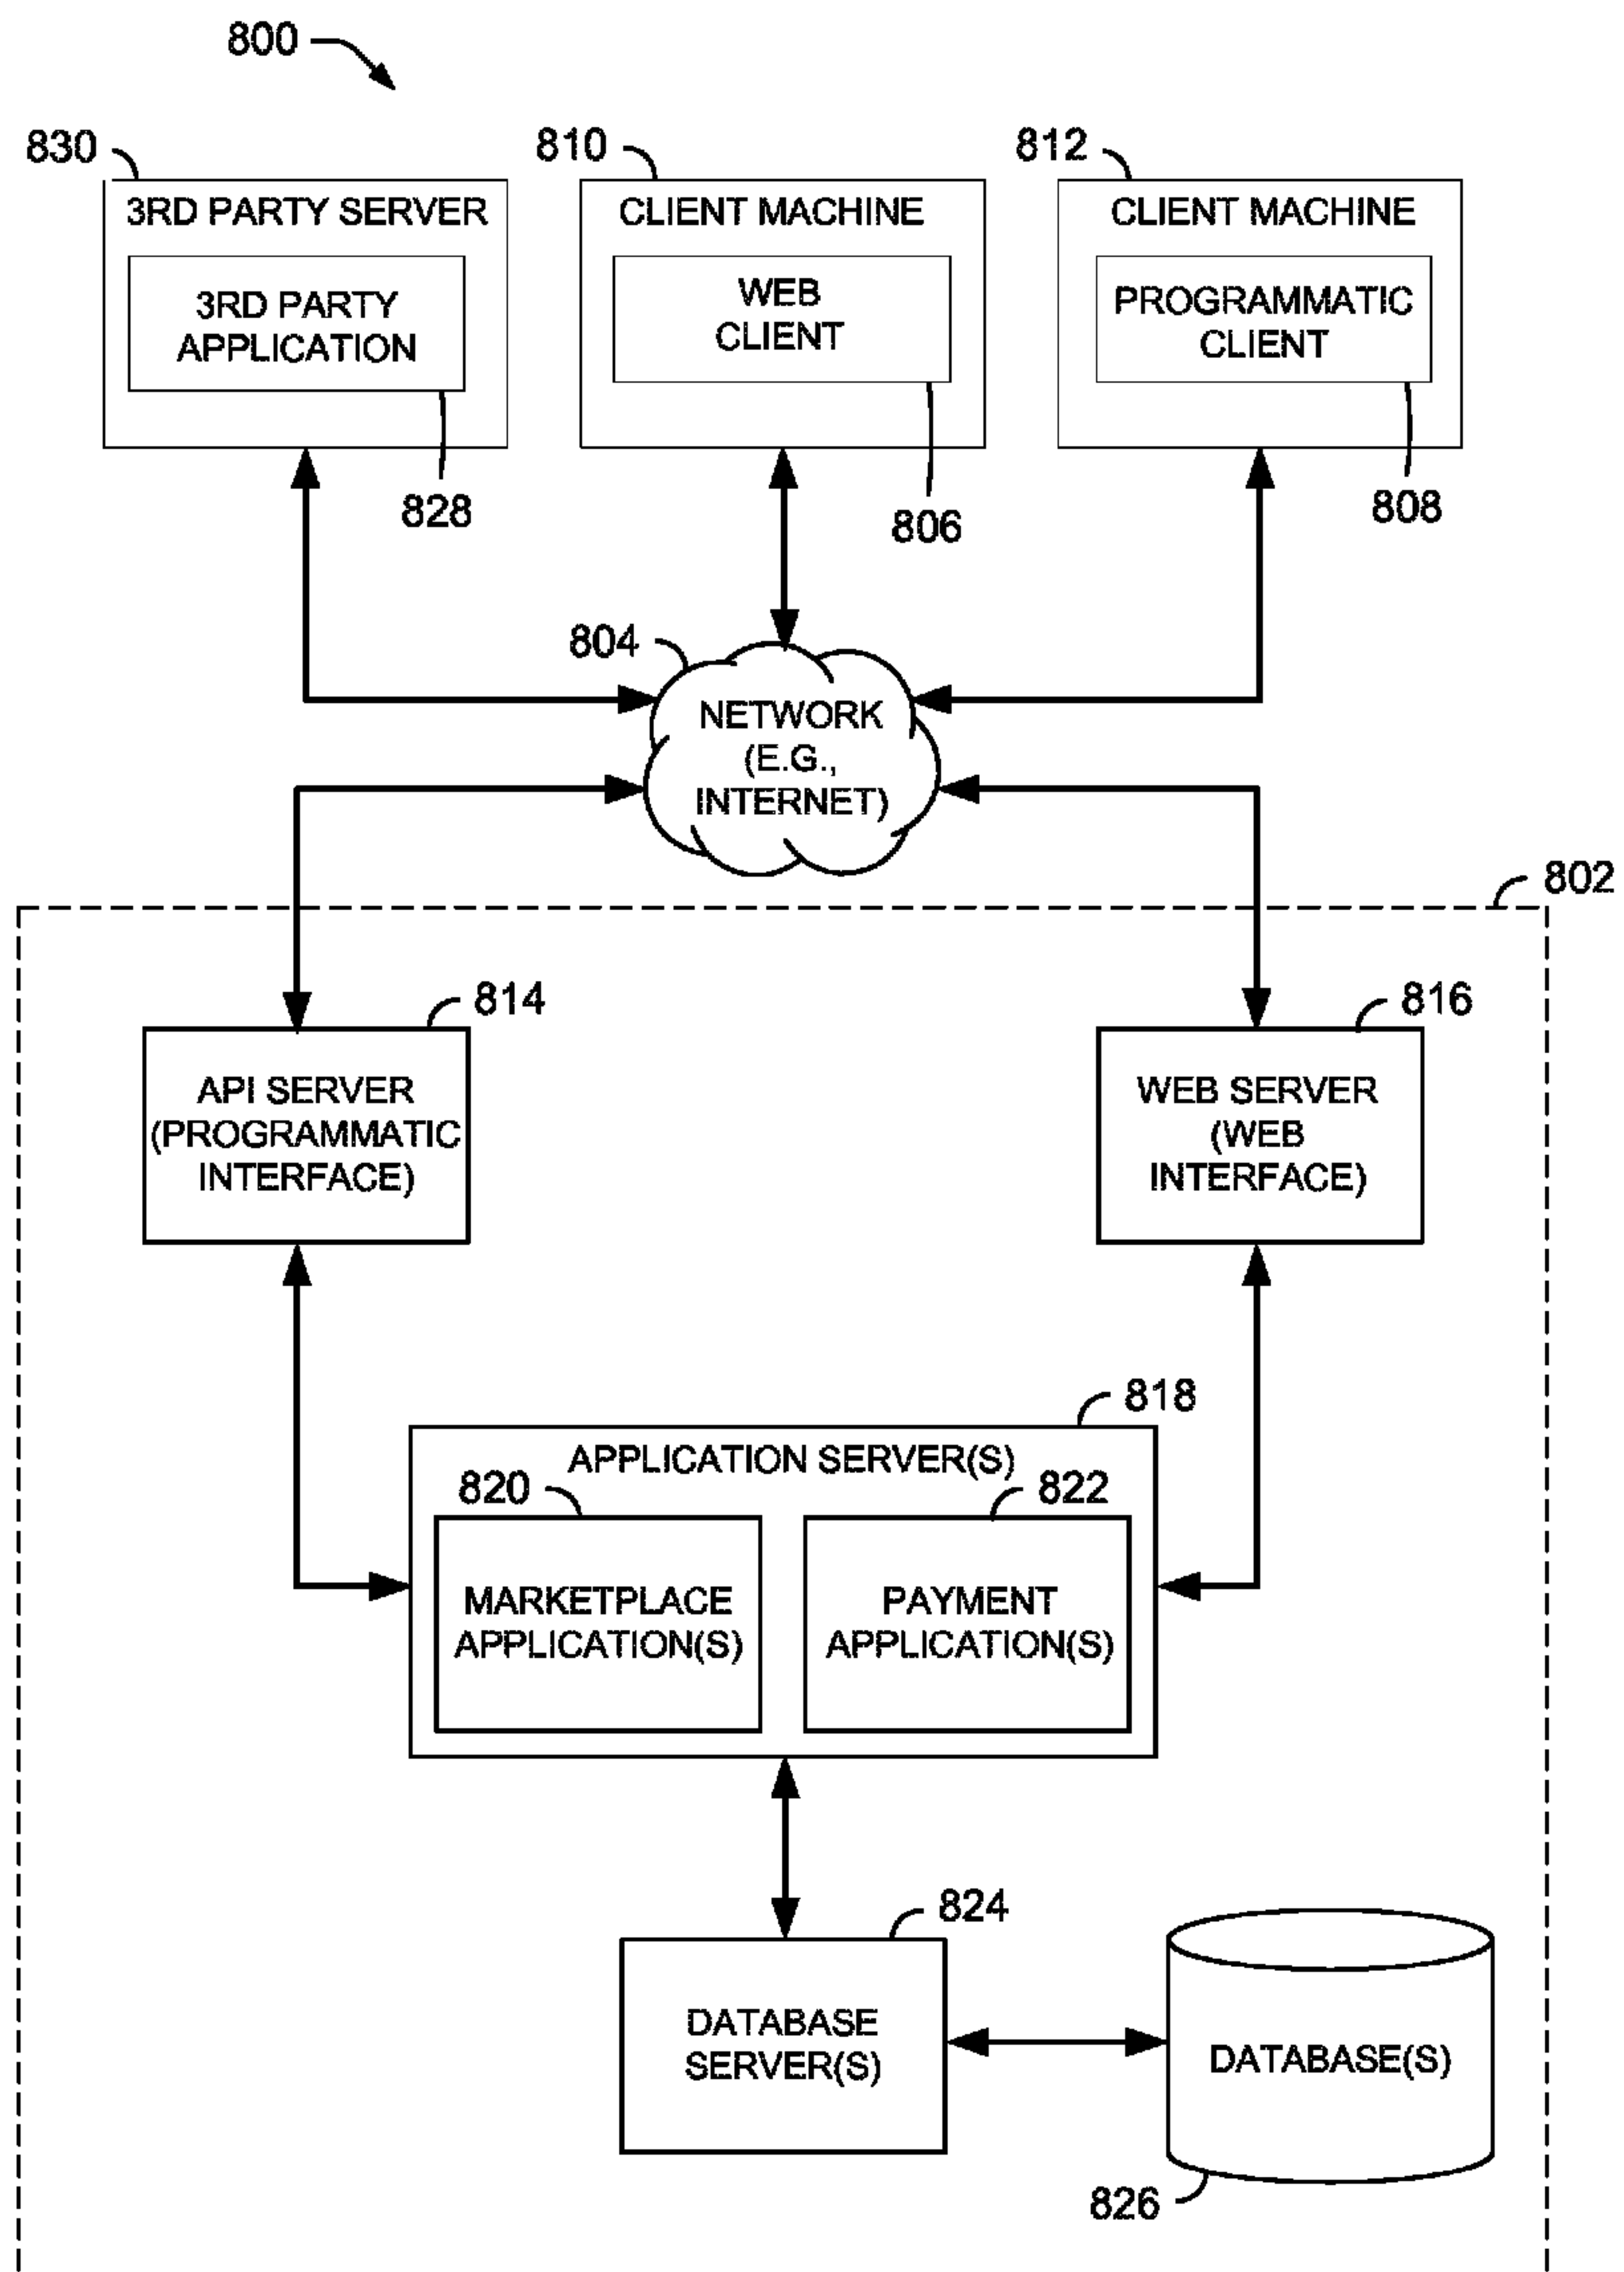 800
830
3RD PARTY SERVER
3RD PARTY
APPLICATION
828
810
CLIENT MACHINE
WEB
CLIENT
806
812
CLIENT MACHINE
PROGRAMMATIC
CLIENT
808
804
NETWORK
(E.G.,
INTERNET)
802
814
API SERVER
(PROGRAMMATIC
INTERFACE)
816
WEB SERVER
(WEB
INTERFACE)
818
APPLICATION SERVER(S)
820
MARKETPLACE
APPLICATION(S)
822
PAYMENT
APPLICATION(S)
824
DATABASE
SERVER(S)
DATABASE(S)
826